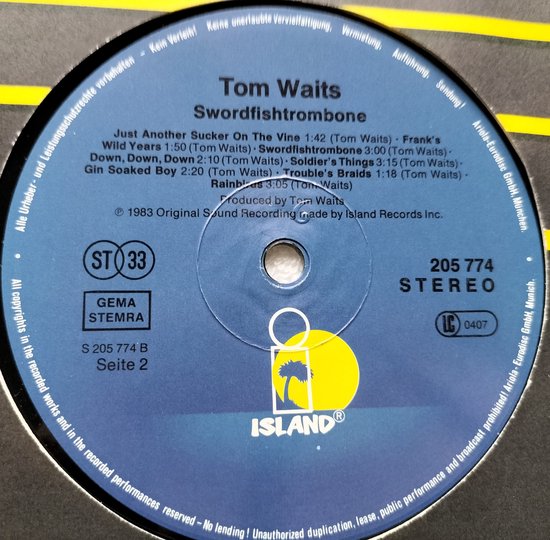 Alle Urheber- und Leistungsschutzrechte vorbehalten – Kein Verleih! Keine unerlaubte Vervielfältigung, Vermietung, Aufführung, Sendung! Ariola-Eurodisc GmbH, München.
Tom Waits
Swordfishtrombone
Just Another Sucker On The Vine 1:42 (Tom Waits) · Frank's
Wild Years 1:50 (Tom Waits) · Swordfishtrombone 3:00 (Tom Waits) ·
Down, Down, Down 2:10 (Tom Waits) · Soldier's Things 3:15 (Tom Waits) ·
Gin Soaked Boy 2:20 (Tom Waits) · Trouble's Braids 1:18 (Tom Waits) ·
Rainbirds 3:05 (Tom Waits)
Produced by Tom Waits
℗ 1983 Original Sound Recording made by Island Records Inc.
ST 33
205 774
STEREO
GEMA
STEMRA
LC 0407
S 205 774 B
Seite 2
ISLAND®
All copyrights in the recorded works and in the recorded performances reserved – No lending! Unauthorized duplication, lease, public performance and broadcast prohibited! Ariola-Eurodisc GmbH, Munich.